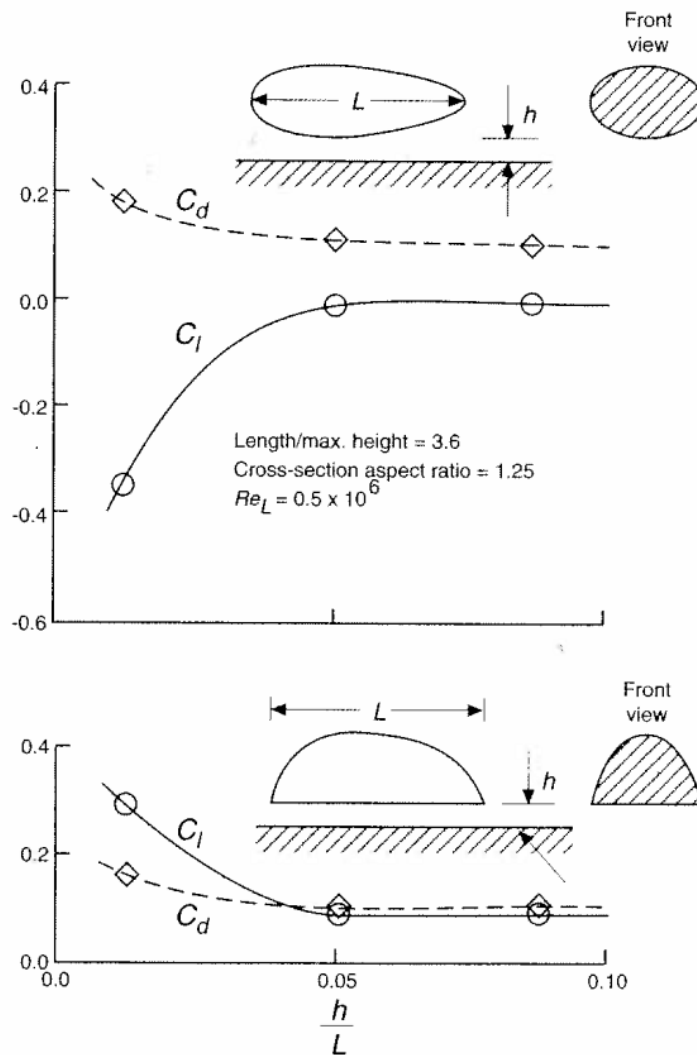 Front
view
0.4
L
h
0.2
C_d
0.0
C_l
-0.2
Length/max. height = 3.6
Cross-section aspect ratio = 1.25
Re_L = 0.5 x 10^6
-0.4
-0.6
Front
view
L
0.4
h
C_l
0.2
C_d
0.0
0.0
0.05
0.10
h
L